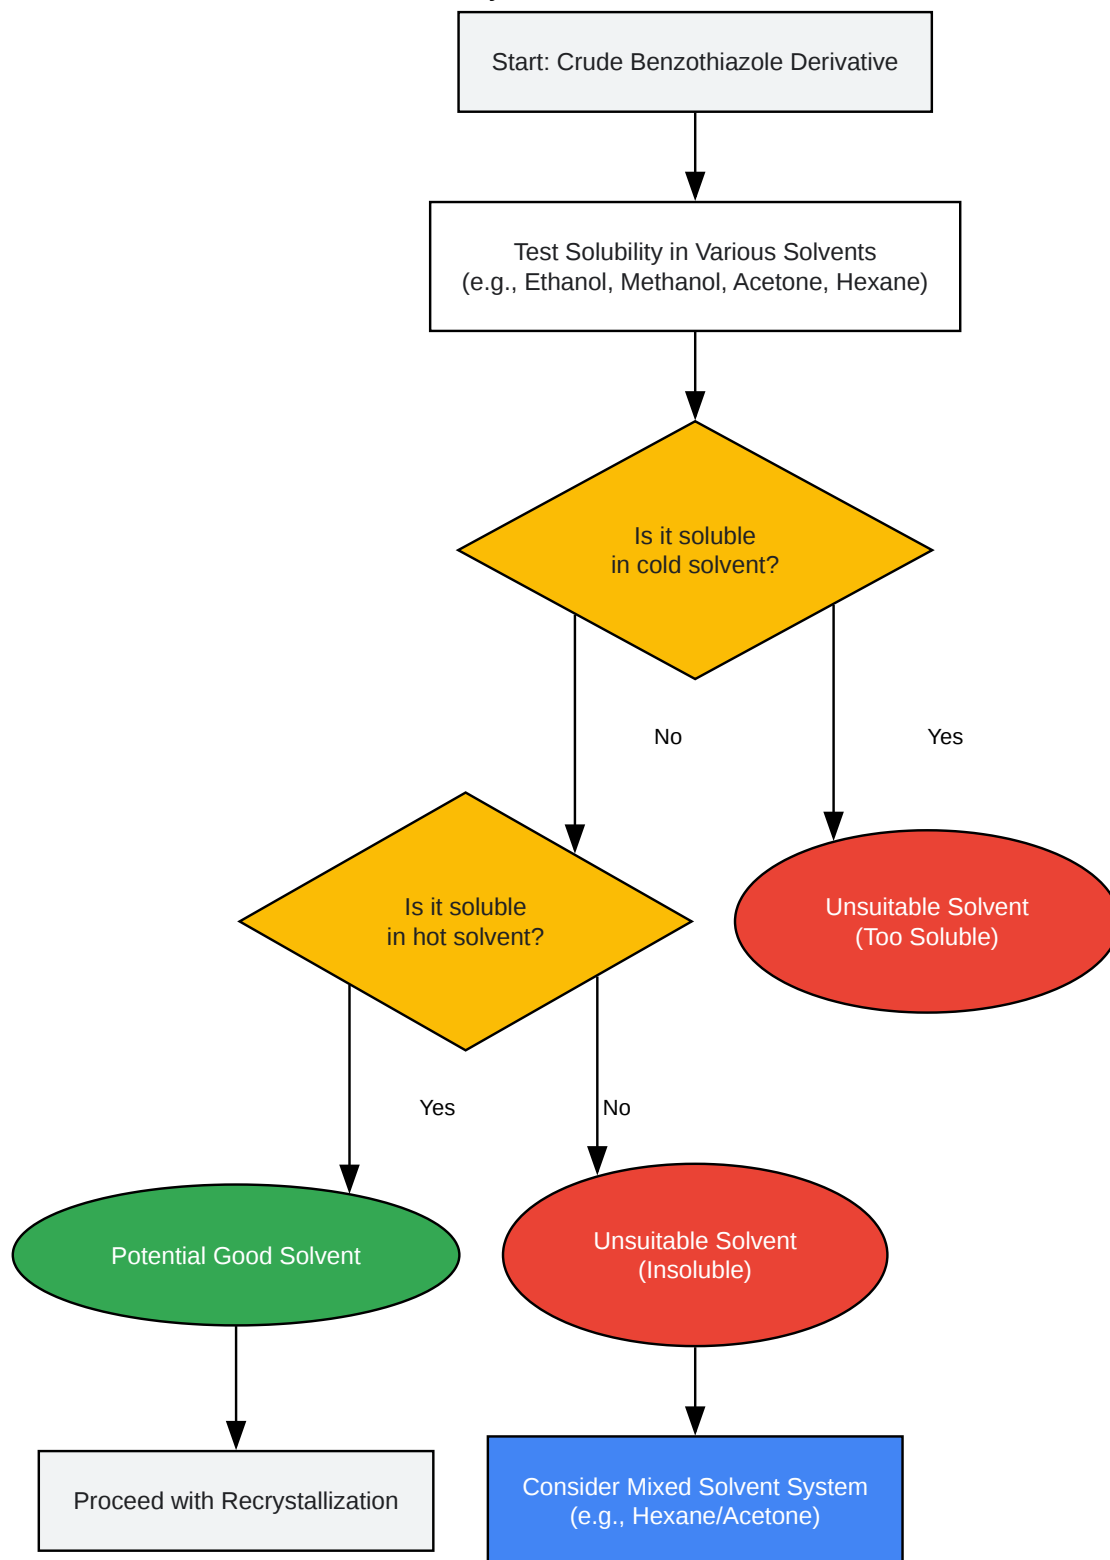 Start: Crude Benzothiazole Derivative
Test Solubility in Various Solvents
(e.g., Ethanol, Methanol, Acetone, Hexane)
Is it soluble
in cold solvent?
No
Yes
Is it soluble
in hot solvent?
Unsuitable Solvent
(Too Soluble)
Yes
No
Potential Good Solvent
Unsuitable Solvent
(Insoluble)
Proceed with Recrystallization
Consider Mixed Solvent System
(e.g., Hexane/Acetone)